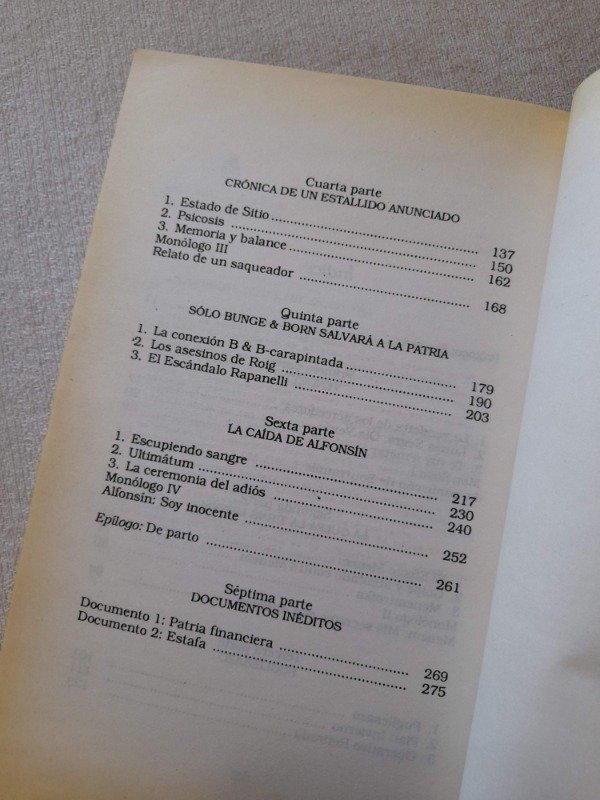 Cuarta parte
CRÓNICA DE UN ESTALLIDO ANUNCIADO
1. Estado de Sitio 137
2. Psicosis 150
3. Memoria y balance 162
Monólogo III
Relato de un saqueador 168
Quinta parte
SÓLO BUNGE & BORN SALVARÁ A LA PATRIA
1. La conexión B & B-carapintada 179
2. Los asesinos de Roig 190
3. El Escándalo Rapanelli 203
Sexta parte
LA CAÍDA DE ALFONSÍN
1. Escupiendo sangre 217
2. Ultimátum 230
3. La ceremonia del adiós 240
Monólogo IV
Alfonsín: Soy inocente 252
Epílogo: De parto 261
Séptima parte
DOCUMENTOS INÉDITOS
Documento 1: Patria financiera 269
Documento 2: Estafa 275